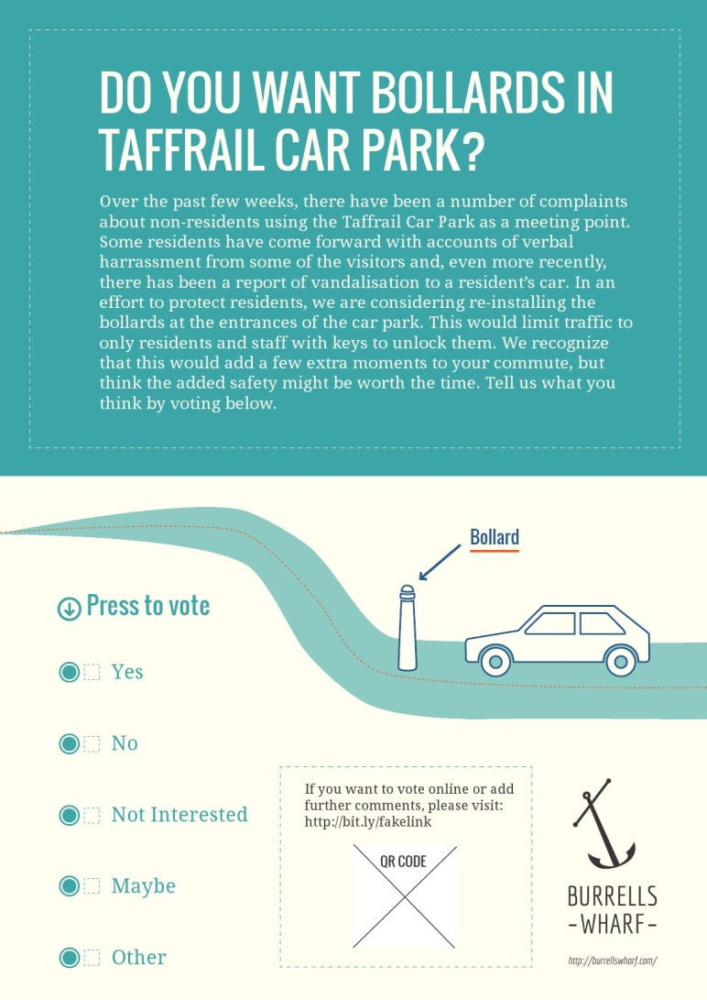 DO YOU WANT BOLLARDS IN
TAFFRAIL CAR PARK?
Over the past few weeks, there have been a number of complaints
about non-residents using the Taffrail Car Park as a meeting point.
Some residents have come forward with accounts of verbal
harrassment from some of the visitors and, even more recently,
there has been a report of vandalisation to a resident's car. In an
effort to protect residents, we are considering re-installing the
bollards at the entrances of the car park. This would limit traffic to
only residents and staff with keys to unlock them. We recognize
that this would add a few extra moments to your commute, but
think the added safety might be worth the time. Tell us what you
think by voting below.
Bollard
Press to vote
Yes
No
Not Interested
Maybe
Other
If you want to vote online or add
further comments, please visit:
http://bit.ly/fakelink
QR CODE
BURRELLS
-WHARF-
http://burrellswharf.com/